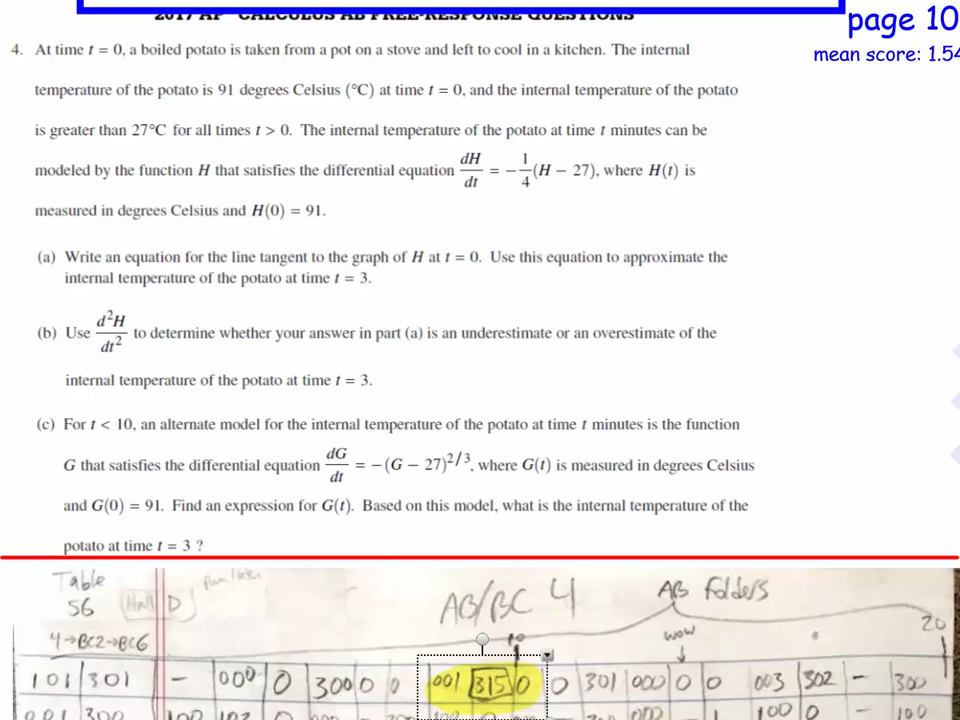 2017 AP CALCULUS AB FREE-RESPONSE QUESTIONS
page 10
mean score: 1.54
4. At time t = 0, a boiled potato is taken from a pot on a stove and left to cool in a kitchen. The internal
temperature of the potato is 91 degrees Celsius (°C) at time t = 0, and the internal temperature of the potato
is greater than 27°C for all times t > 0. The internal temperature of the potato at time t minutes can be
modeled by the function H that satisfies the differential equation dH/dt = -1/4(H - 27), where H(t) is
measured in degrees Celsius and H(0) = 91.
(a) Write an equation for the line tangent to the graph of H at t = 0. Use this equation to approximate the
internal temperature of the potato at time t = 3.
(b) Use d²H/dt² to determine whether your answer in part (a) is an underestimate or an overestimate of the
internal temperature of the potato at time t = 3.
(c) For t < 10, an alternate model for the internal temperature of the potato at time t minutes is the function
G that satisfies the differential equation dG/dt = -(G - 27)^2/3, where G(t) is measured in degrees Celsius
and G(0) = 91. Find an expression for G(t). Based on this model, what is the internal temperature of the
potato at time t = 3 ?
Table
56
Hall D
AB/BC 4
AB Folders
20
4→BC2→BC6
10
wow
101 301 - 000 0 300 0 0 001 315 0 0 301 000 0 0 003 302 - 300
001 300
100 0 - 100